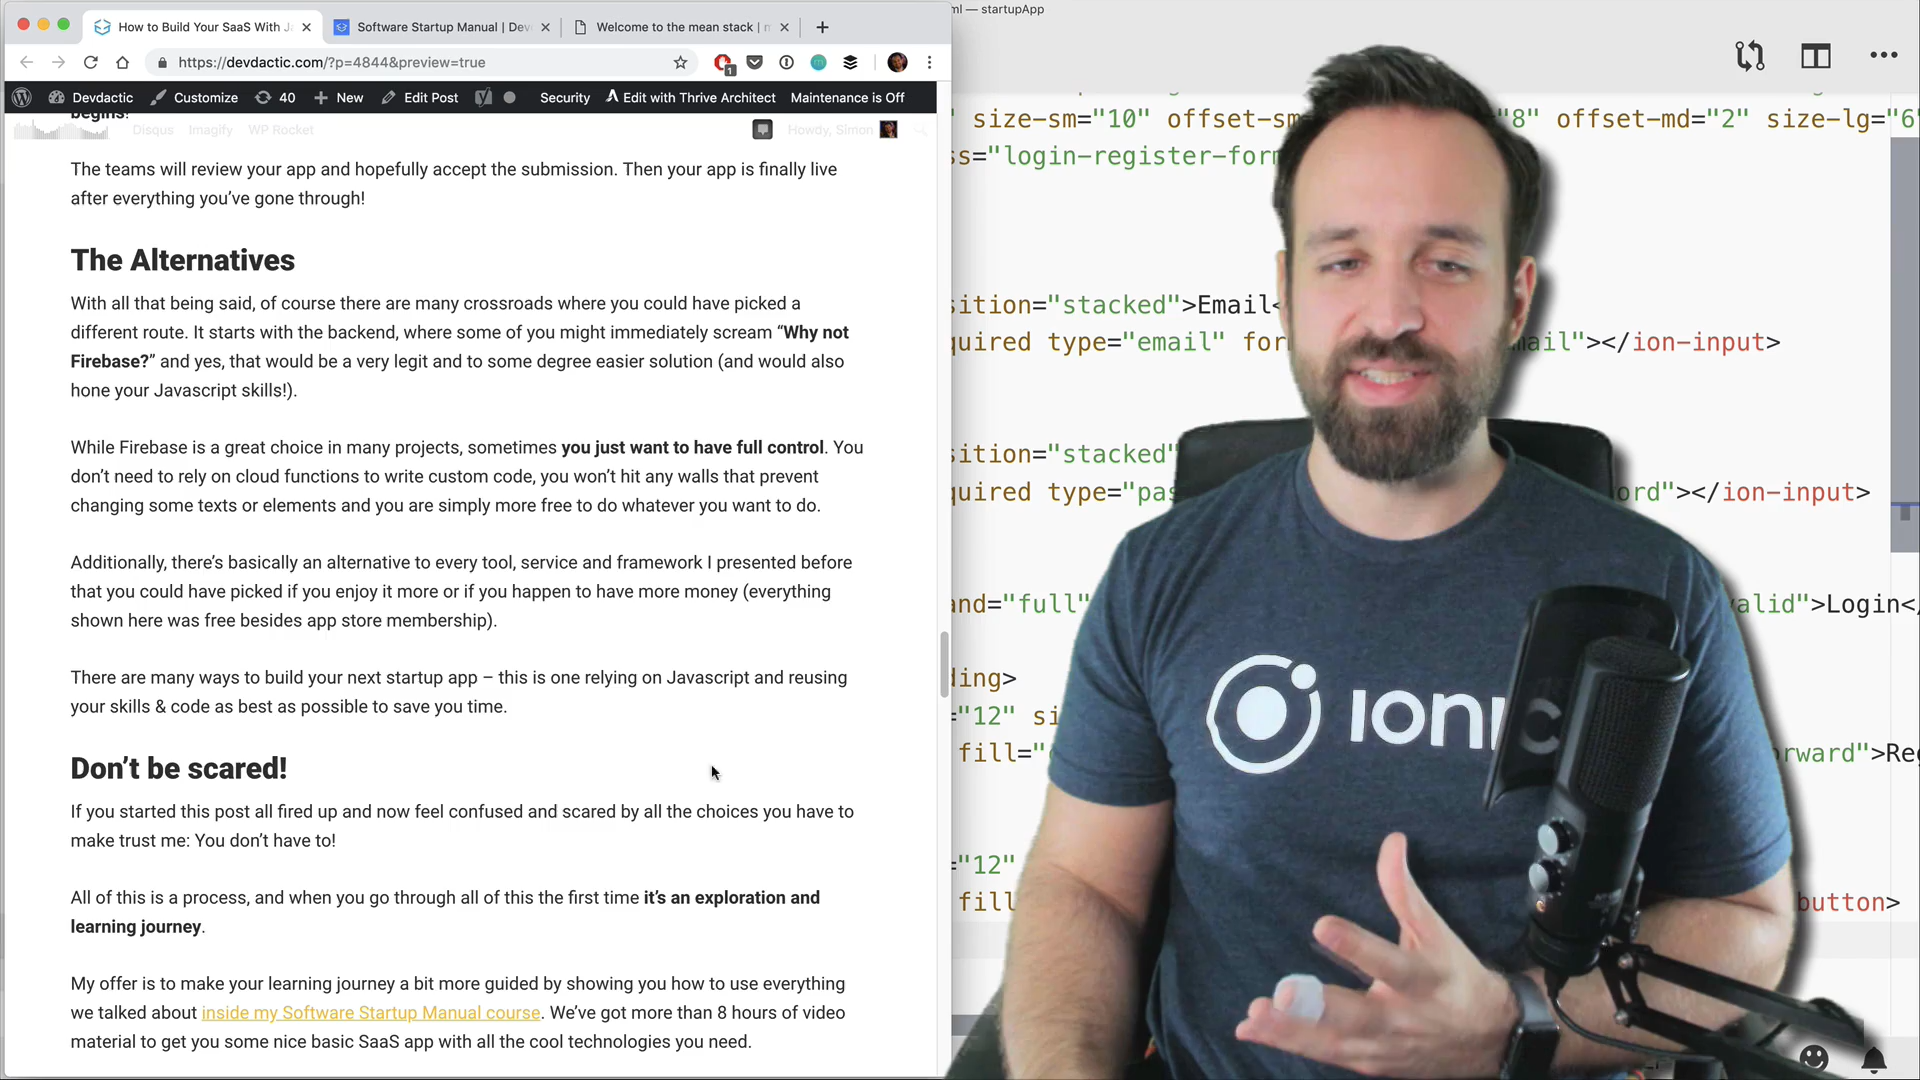 How to Build Your SaaS With J
Software Startup Manual | Dev
Welcome to the mean stack |
ml — startupApp
https://devdactic.com/?p=4844&preview=true
1
Devdactic
Customize
40
New
Edit Post
Security
Edit with Thrive Architect
Maintenance is Off
begins!
Disqus Imagify WP Rocket
Howdy, Simon
The teams will review your app and hopefully accept the submission. Then your app is finally live
after everything you’ve gone through!
The Alternatives
With all that being said, of course there are many crossroads where you could have picked a
different route. It starts with the backend, where some of you might immediately scream “Why not
Firebase?” and yes, that would be a very legit and to some degree easier solution (and would also
hone your Javascript skills!).
While Firebase is a great choice in many projects, sometimes you just want to have full control. You
don’t need to rely on cloud functions to write custom code, you won’t hit any walls that prevent
changing some texts or elements and you are simply more free to do whatever you want to do.
Additionally, there’s basically an alternative to every tool, service and framework I presented before
that you could have picked if you enjoy it more or if you happen to have more money (everything
shown here was free besides app store membership).
There are many ways to build your next startup app – this is one relying on Javascript and reusing
your skills & code as best as possible to save you time.
Don’t be scared!
If you started this post all fired up and now feel confused and scared by all the choices you have to
make trust me: You don’t have to!
All of this is a process, and when you go through all of this the first time it’s an exploration and
learning journey.
My offer is to make your learning journey a bit more guided by showing you how to use everything
we talked about inside my Software Startup Manual course. We’ve got more than 8 hours of video
material to get you some nice basic SaaS app with all the cool technologies you need.
size-sm="10" offset-sm "8" offset-md="2" size-lg="6"
ss="login-register-for
sition="stacked">Email<
quired type="email" for mail"></ion-input>
sition="stacked"
quired type="pas ord"></ion-input>
and="full" valid">Login</
ding>
="12" si
fill=" rward">Reg
="12"
fill button>
IONIC